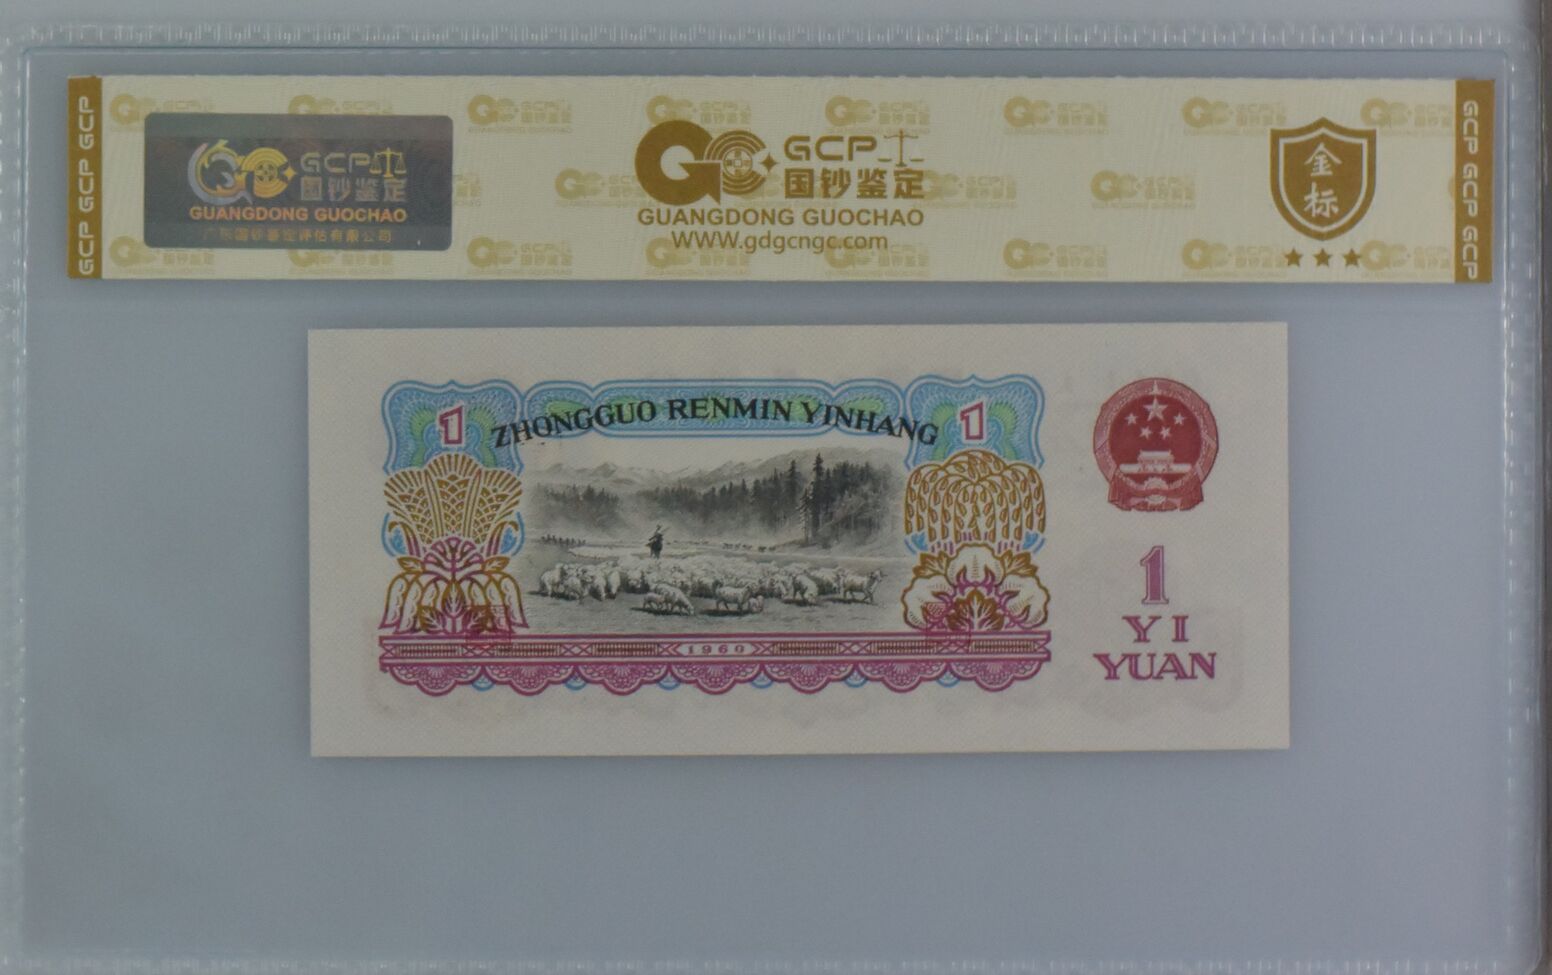 GCP GCP GCP
GCP
国钞鉴定
GUANGDONG GUOCHAO
广东国钞鉴定评估有限公司
GCP
国钞鉴定
GUANGDONG GUOCHAO
WWW.gdgcngc.com
金
标
GCP GCP GCP
1
ZHONGGUO RENMIN YINHANG
1
1960
1
YI
YUAN